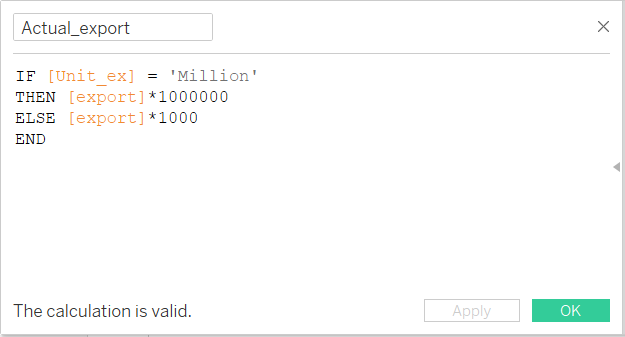 Actual_export
IF [Unit_ex] = 'Million'
THEN [export]*1000000
ELSE [export]*1000
END
The calculation is valid.
Apply
OK